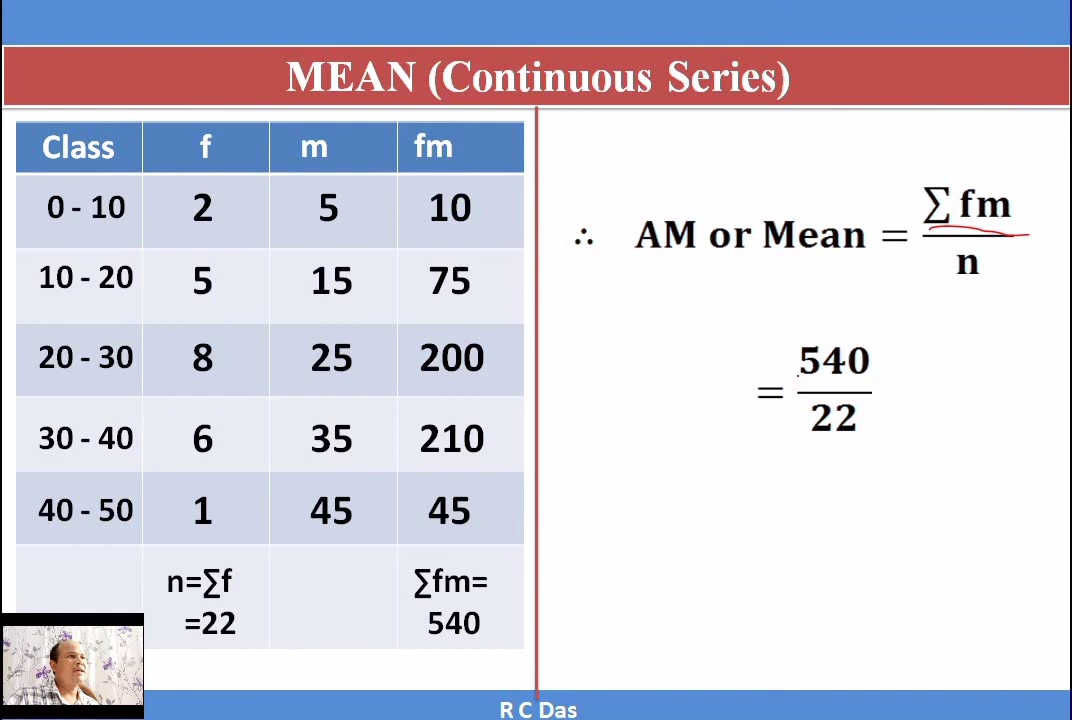 MEAN (Continuous Series)
Class f m fm
0 - 10 2 5 10
10 - 20 5 15 75
20 - 30 8 25 200
30 - 40 6 35 210
40 - 50 1 45 45
n=∑f ∑fm=
=22 540
∴ AM or Mean = ∑ fm / n
= 540 / 22
R C Das